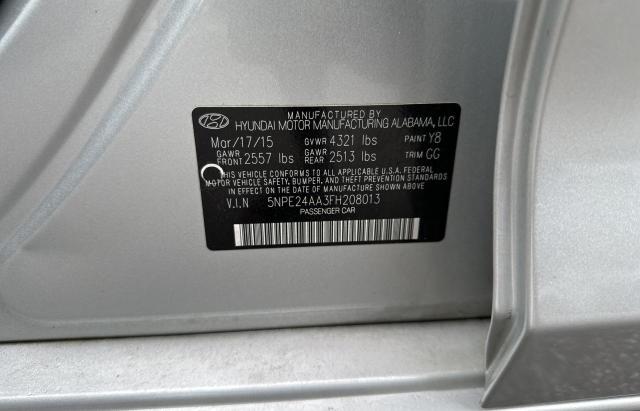 MANUFACTURED BY
HYUNDAI MOTOR MANUFACTURING ALABAMA, LLC
Mar/17/15 GVWR 4321 lbs PAINT Y8
GAWR FRONT 2557 lbs GAWR REAR 2513 lbs TRIM GG
THIS VEHICLE CONFORMS TO ALL APPLICABLE U.S.A. FEDERAL
MOTOR VEHICLE SAFETY, BUMPER, AND THEFT PREVENTION STANDARDS
IN EFFECT ON THE DATE OF MANUFACTURE SHOWN ABOVE.
V.I.N 5NPE24AA3FH208013
PASSENGER CAR